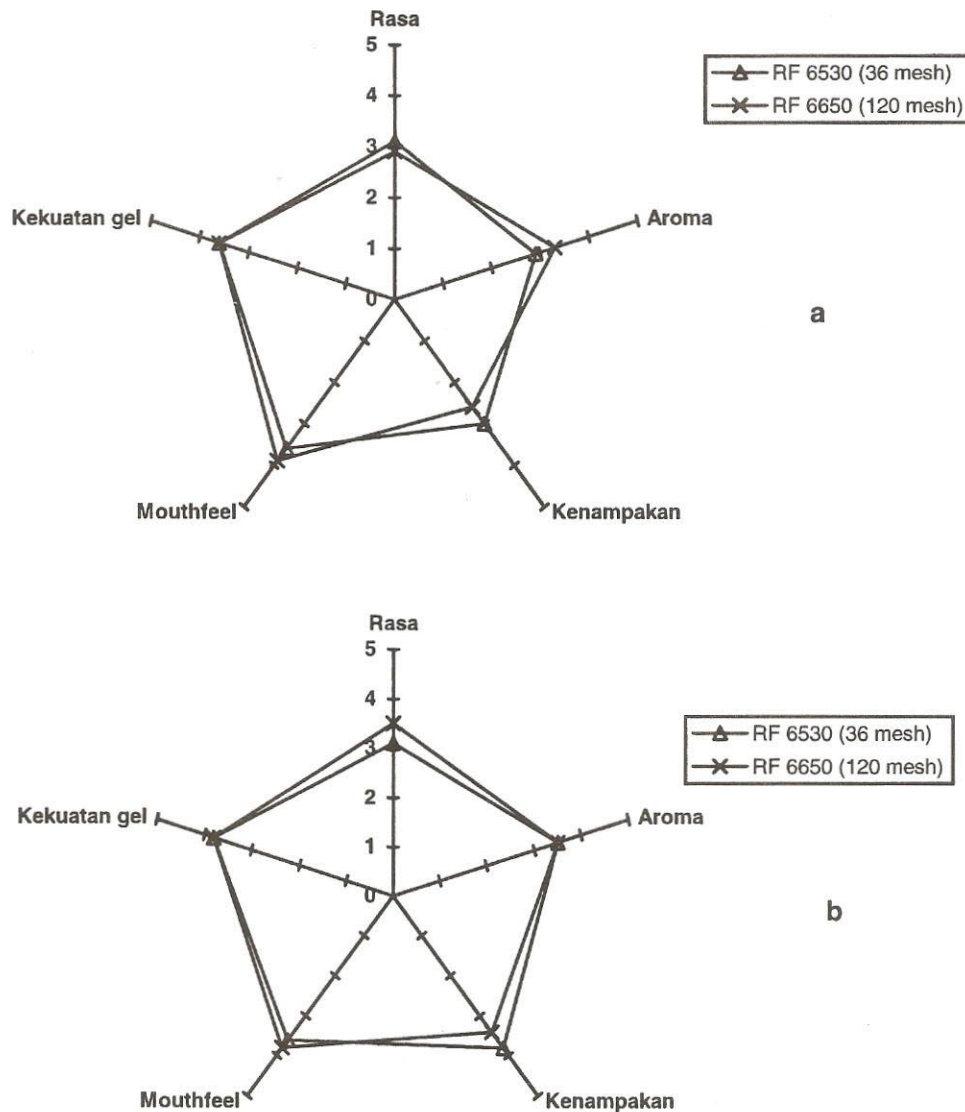 Rasa
5
4
3
2
1
0
RF 6530 (36 mesh)
RF 6650 (120 mesh)
Kekuatan gel
Aroma
a
Mouthfeel
Kenampakan
Rasa
5
4
3
2
1
0
RF 6530 (36 mesh)
RF 6650 (120 mesh)
Kekuatan gel
Aroma
b
Mouthfeel
Kenampakan